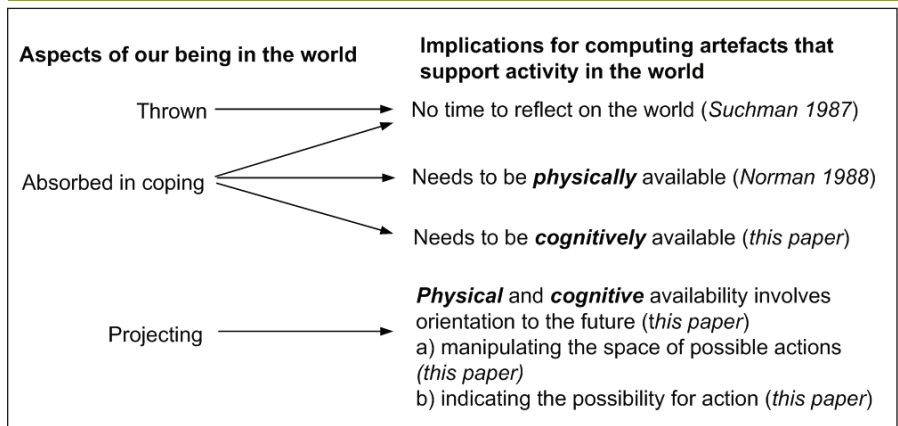 Aspects of our being in the world
Implications for computing artefacts that
support activity in the world
Thrown
No time to reflect on the world (Suchman 1987)
Absorbed in coping
Needs to be physically available (Norman 1988)
Needs to be cognitively available (this paper)
Projecting
Physical and cognitive availability involves
orientation to the future (this paper)
a) manipulating the space of possible actions
(this paper)
b) indicating the possibility for action (this paper)